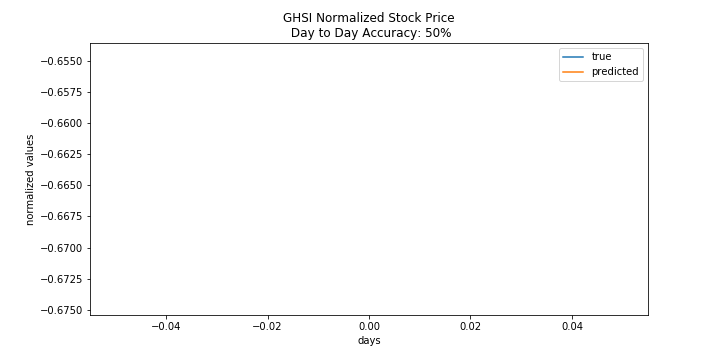 GHSI Normalized Stock Price
Day to Day Accuracy: 50%
true
predicted
normalized values
−0.6550
−0.6575
−0.6600
−0.6625
−0.6650
−0.6675
−0.6700
−0.6725
−0.6750
−0.04
−0.02
0.00
0.02
0.04
days